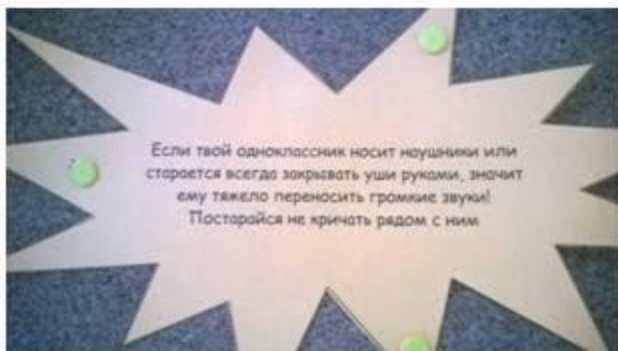 Если твой одноклассник носит наушники или
старается всегда закрывать уши руками, значит
ему тяжело переносить громкие звуки!
Постарайся не кричать рядом с ним